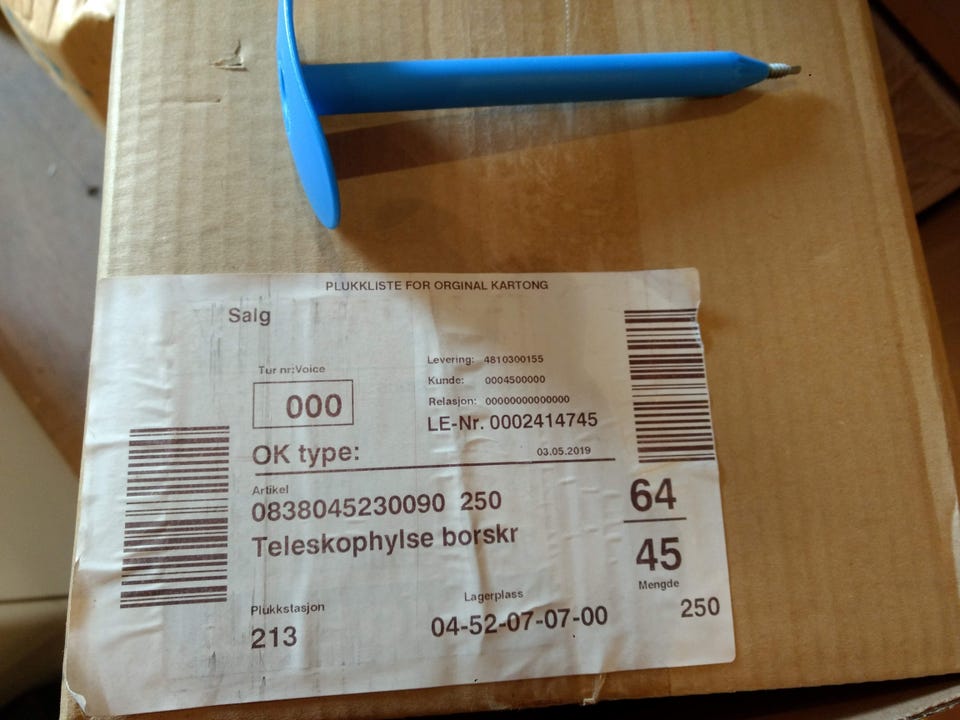 PLUKKLISTE FOR ORGINAL KARTONG
Salg
Tur nr:Voice
000
Levering: 4810300155
Kunde: 0004500000
Relasjon: 00000000000000
LE-Nr. 0002414745
OK type:
03.05.2019
Artikel
0838045230090 250
Teleskophylse borskr
64
45
Mengde
250
Plukkstasjon
213
Lagerplass
04-52-07-07-00